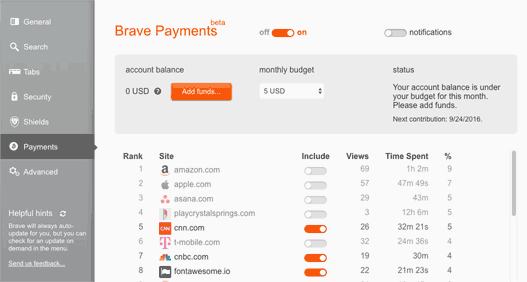 General
Search
Tabs
Security
Shields
Payments
Advanced
Helpful hints
Brave will always auto-
update for you, but you can
check for an update on
demand in the menu.
Send us feedback...
Brave Payments beta
off on
notifications
account balance
0 USD
Add funds...
monthly budget
5 USD
status
Your account balance is under
your budget for this month.
Please add funds.
Next contribution: 9/24/2016.
Rank Site Include Views Time Spent %
1 amazon.com 69 1h 2m 9
2 apple.com 57 47m 49s 7
3 asana.com 29 43m 5
4 playcrystalsprings.com 3 12h 6m 5
5 CNN cnn.com 26 32m 21s 5
6 t-mobile.com 32 24m 36s 4
7 cnbc.com 19 30m 4
8 fontawesome.io 22 21m 23s 4